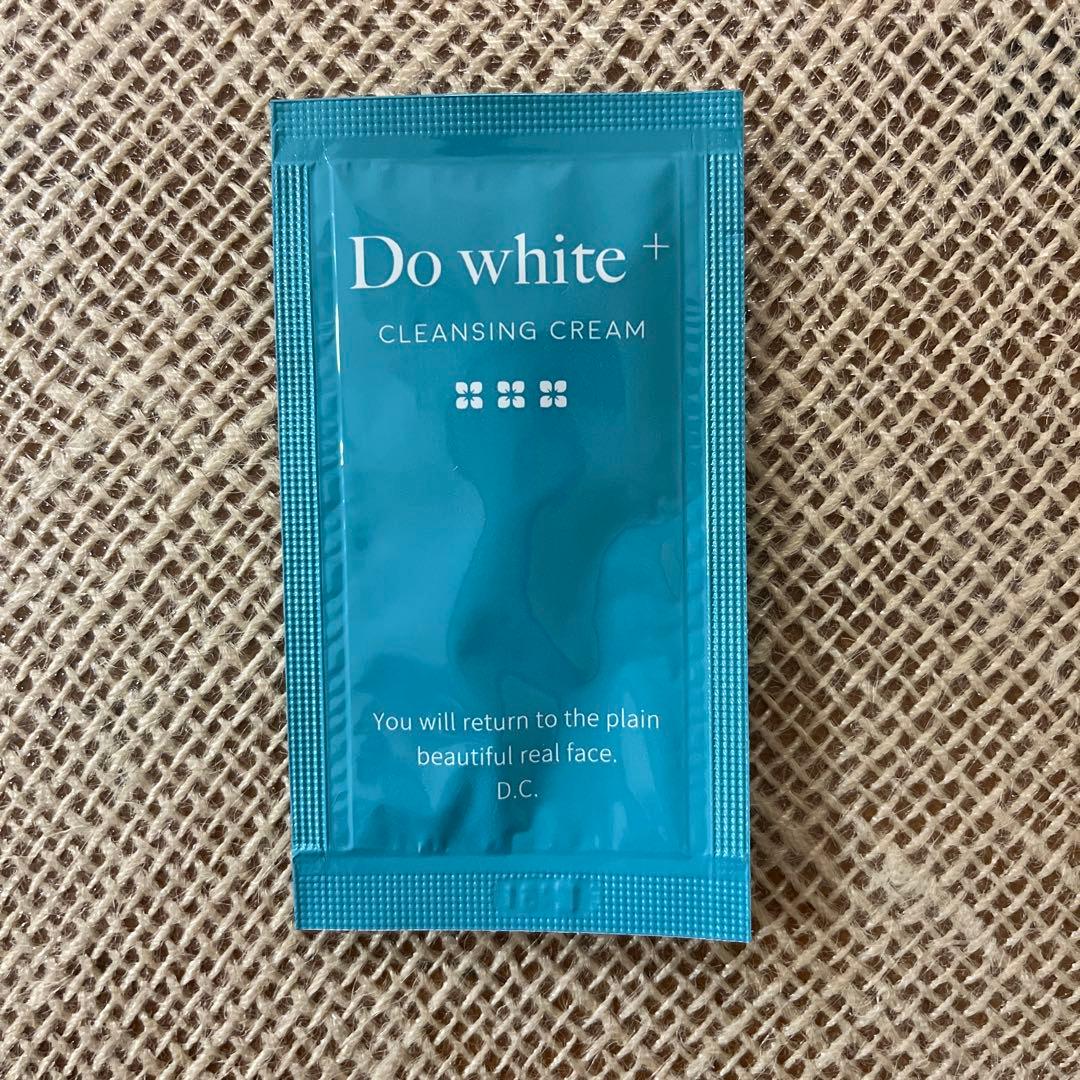 Do white +
CLEANSING CREAM
You will return to the plain
beautiful real face.
D.C.